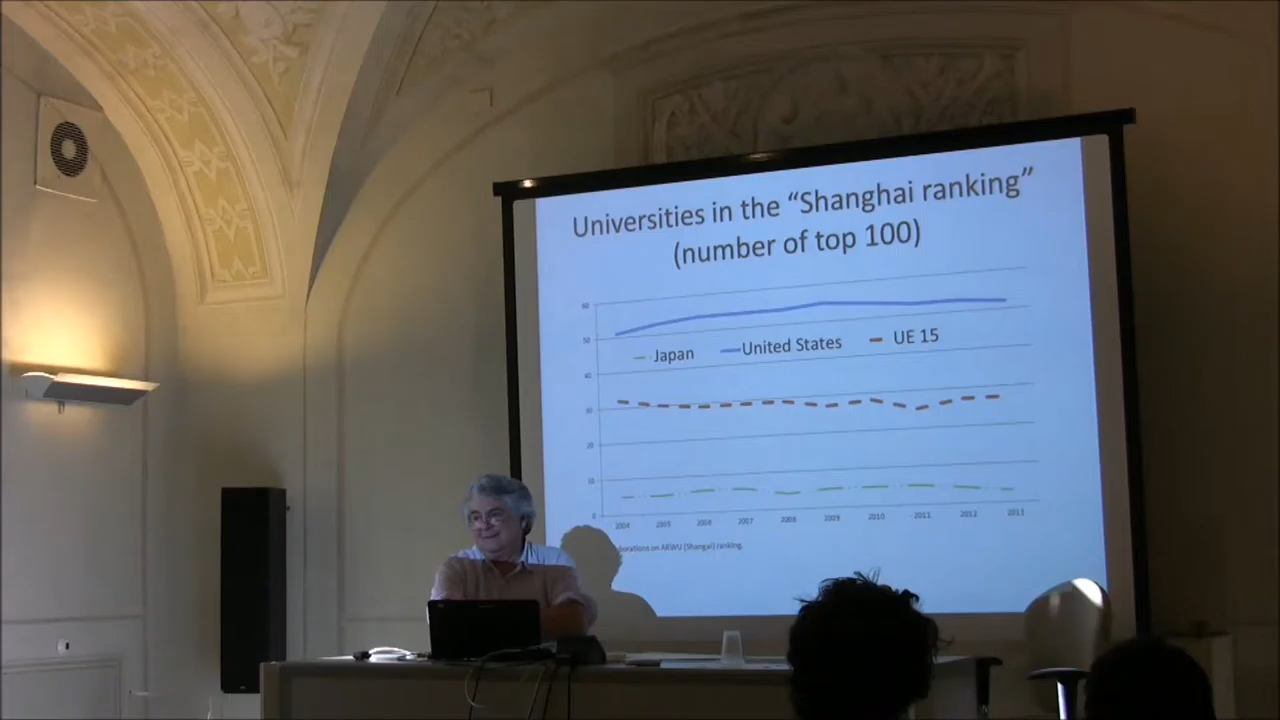 Universities in the “Shanghai ranking”
(number of top 100)
60
50
40
30
20
10
0
Japan United States UE 15
2004 2005 2006 2007 2008 2009 2010 2011 2012 2013
borations on ARWU (Shangai) ranking.